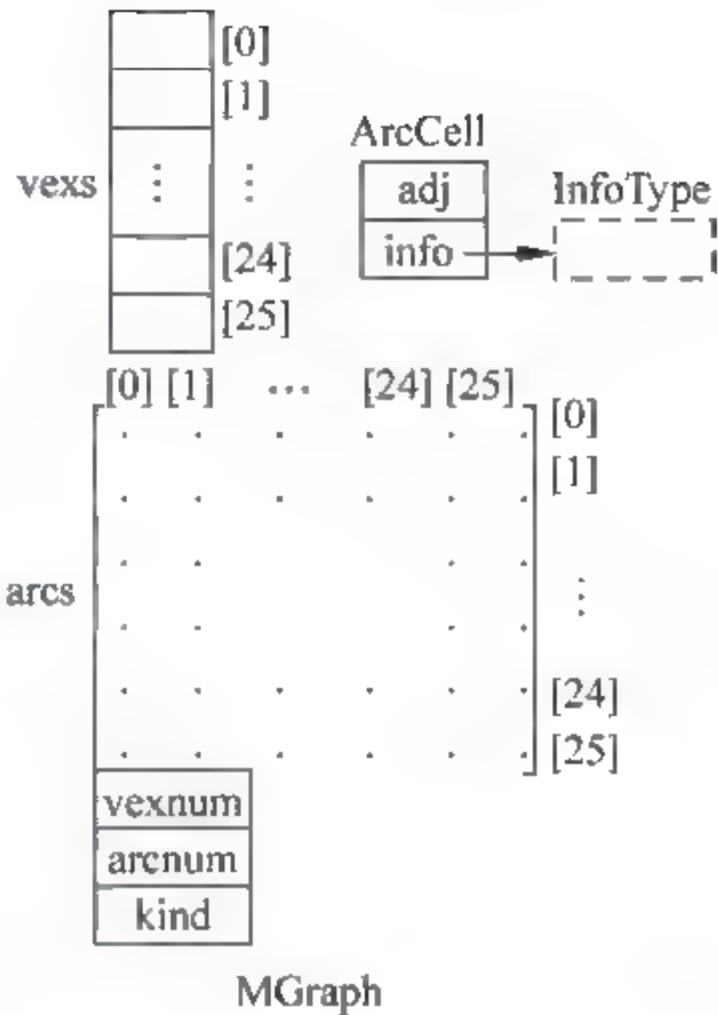 [0]
[1]
ArcCell
vexs ⋮ ⋮ adj InfoType
info
[24]
[25]
[0] [1] … [24] [25]
[0]
[1]
arcs
⋮
[24]
[25]
vexnum
arcnum
kind
MGraph